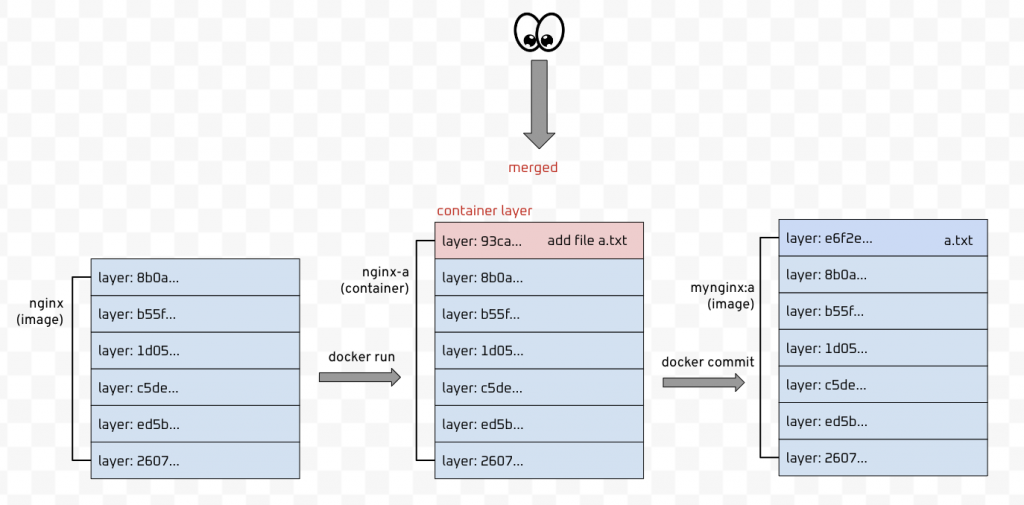 merged
nginx
(image)
layer: 8b0a...
layer: b55f...
layer: 1d05...
layer: c5de...
layer: ed5b...
layer: 2607...
docker run
container layer
nginx-a
(container)
layer: 93ca... add file a.txt
layer: 8b0a...
layer: b55f...
layer: 1d05...
layer: c5de...
layer: ed5b...
layer: 2607...
docker commit
mynginx:a
(image)
layer: e6f2e... a.txt
layer: 8b0a...
layer: b55f...
layer: 1d05...
layer: c5de...
layer: ed5b...
layer: 2607...